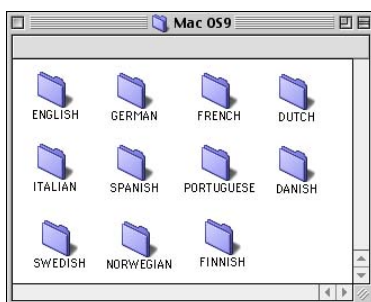 Mac OS9
ENGLISH GERMAN FRENCH DUTCH
ITALIAN SPANISH PORTUGUESE DANISH
SWEDISH NORWEGIAN FINNISH